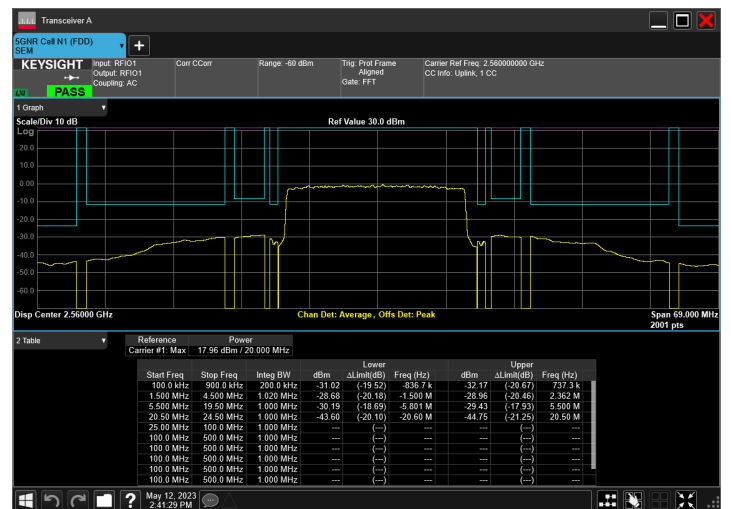 Transceiver A
5GNR Cell N1 (FDD)
SEM
KEYSIGHT
LXI
PASS
Input: RFIO1
Output: RFIO1
Coupling: AC
Corr CCorr
Range: -60 dBm
Trig: Prot Frame
Aligned
Gate: FFT
Carrier Ref Freq: 2.560000000 GHz
CC Info: Uplink, 1 CC
1 Graph
Scale/Div 10 dB
Ref Value 30.0 dBm
Log
20.0
10.0
0.00
-10.0
-20.0
-30.0
-40.0
-50.0
-60.0
Disp Center 2.56000 GHz
Chan Det: Average , Offs Det: Peak
Span 69.000 MHz
2001 pts
2 Table
Reference Power
Carrier #1: Max 17.96 dBm / 20.000 MHz
Lower Upper
Start Freq Stop Freq Integ BW dBm ΔLimit(dB) Freq (Hz) dBm ΔLimit(dB) Freq (Hz)
100.0 kHz 900.0 kHz 200.0 kHz -31.02 (-19.52) -836.7 k -32.17 (-20.67) 737.3 k
1.500 MHz 4.500 MHz 1.020 MHz -28.68 (-20.18) -1.500 M -28.96 (-20.46) 2.362 M
5.500 MHz 19.50 MHz 1.000 MHz -30.19 (-18.69) -5.801 M -29.43 (-17.93) 5.500 M
20.50 MHz 24.50 MHz 1.000 MHz -43.60 (-20.10) -20.60 M -44.75 (-21.25) 20.50 M
25.00 MHz 100.0 MHz 1.000 MHz --- (---) --- --- (---) ---
100.0 MHz 500.0 MHz 1.000 MHz --- (---) --- --- (---) ---
100.0 MHz 500.0 MHz 1.000 MHz --- (---) --- --- (---) ---
100.0 MHz 500.0 MHz 1.000 MHz --- (---) --- --- (---) ---
100.0 MHz 500.0 MHz 1.000 MHz --- (---) --- --- (---) ---
100.0 MHz 500.0 MHz 1.000 MHz --- (---) --- --- (---) ---
May 12, 2023
2:41:29 PM